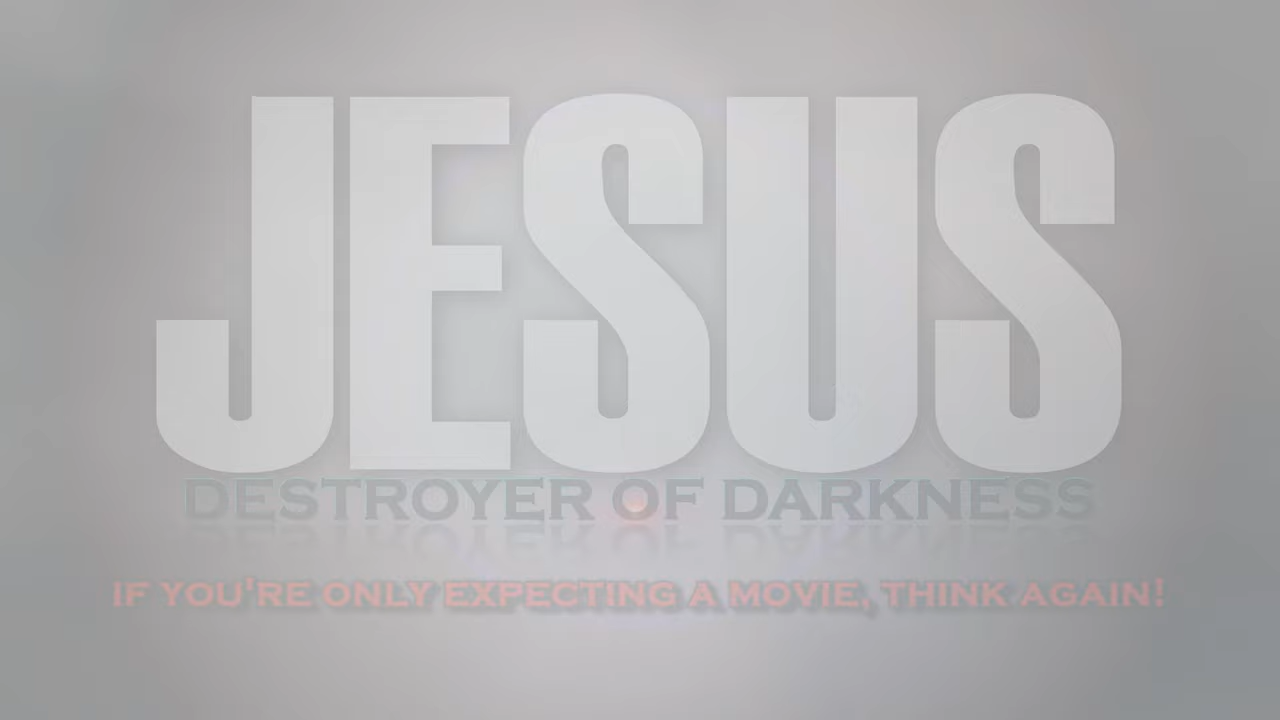 JESUS
DESTROYER OF DARKNESS
IF YOU'RE ONLY EXPECTING A MOVIE, THINK AGAIN!